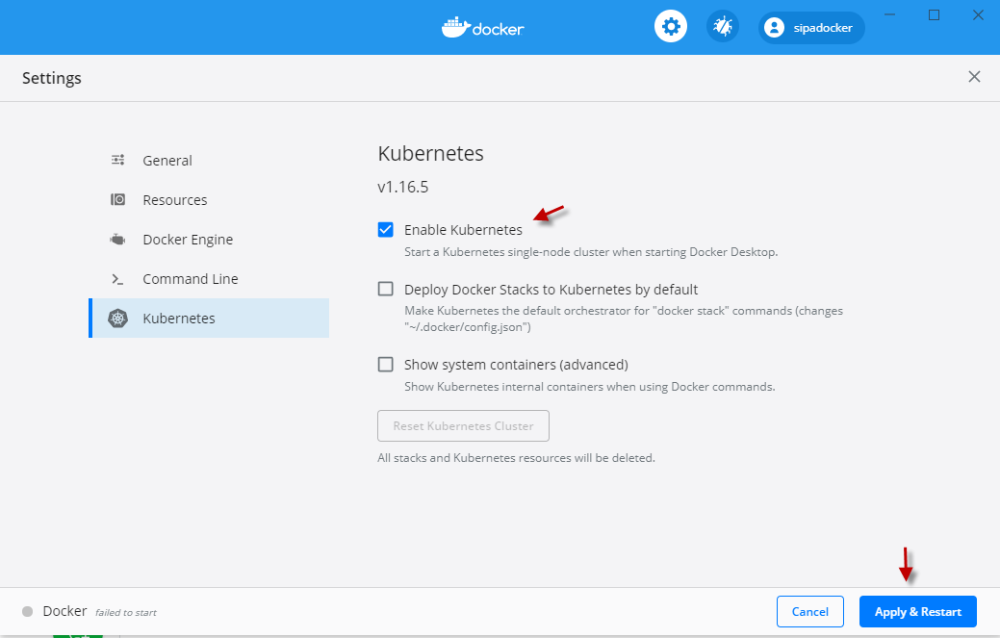 docker
sipadocker
Settings
General
Resources
Docker Engine
Command Line
Kubernetes
Kubernetes
v1.16.5
Enable Kubernetes
Start a Kubernetes single-node cluster when starting Docker Desktop.
Deploy Docker Stacks to Kubernetes by default
Make Kubernetes the default orchestrator for "docker stack" commands (changes
"~/.docker/config.json")
Show system containers (advanced)
Show Kubernetes internal containers when using Docker commands.
Reset Kubernetes Cluster
All stacks and Kubernetes resources will be deleted.
Docker failed to start
Cancel
Apply & Restart